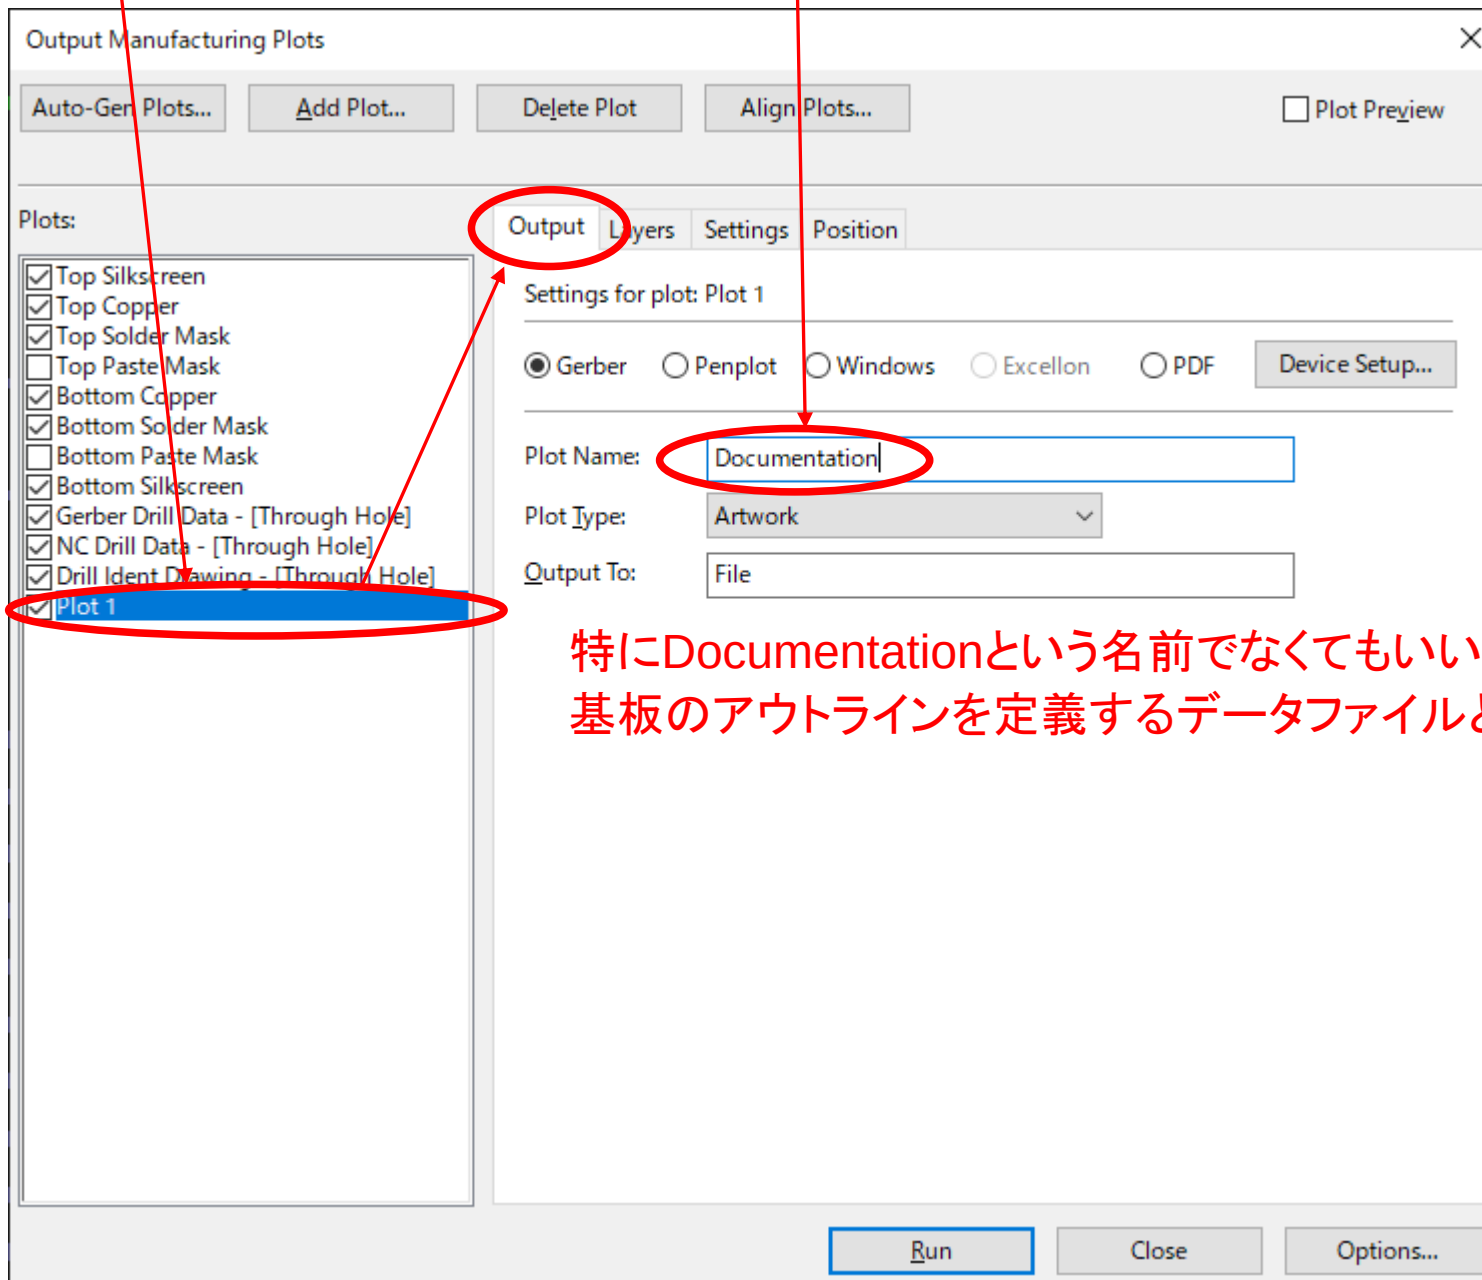 Output Manufacturing Plots
Auto-Gen Plots... Add Plot... Delete Plot Align Plots... Plot Preview
Plots:
Output Layers Settings Position
Top Silkscreen
Top Copper
Top Solder Mask
Top Paste Mask
Bottom Copper
Bottom Solder Mask
Bottom Paste Mask
Bottom Silkscreen
Gerber Drill Data - [Through Hole]
NC Drill Data - [Through Hole]
Drill Ident Drawing - [Through Hole]
Plot 1
Settings for plot: Plot 1
Gerber Penplot Windows Excellon PDF Device Setup...
Plot Name: Documentation
Plot Type: Artwork
Output To: File
特にDocumentationという名前でなくてもいい
基板のアウトラインを定義するデータファイルと
Run Close Options...